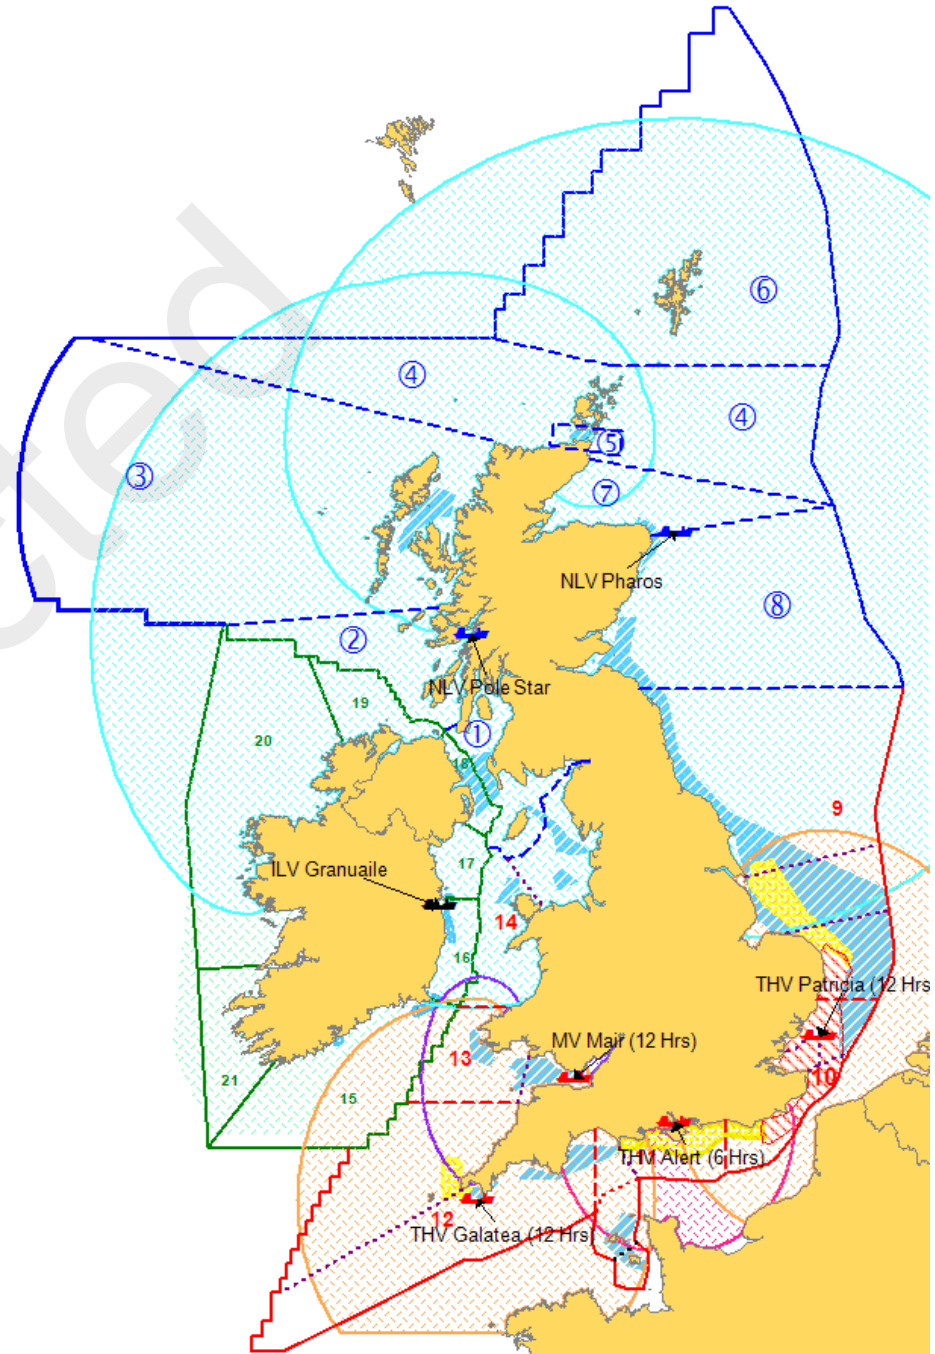 ⑥
④
④
⑤
③
⑦
NLV Pharos
⑧
②
NLV Pole Star
19
①
20
18
9
17
ILV Granuaile
14
16
THV Patricia (12 Hrs
MV Mair (12 Hrs)
13
10
21
15
THV Alert (6 Hrs)
12
THV Galatea (12 Hrs)
cted